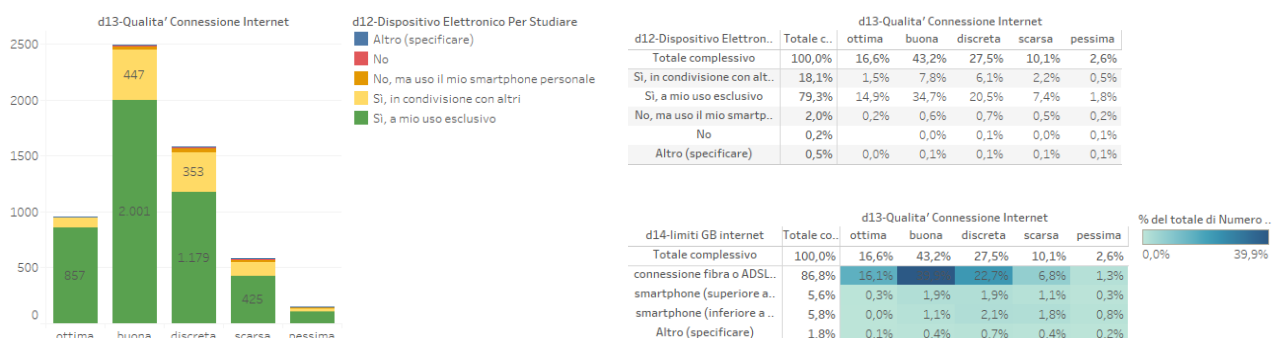 d13-Qualita' Connessione Internet
2500
2000
1500
1000
500
0
447
2.001
353
1.179
857
425
ottima buona discreta scarsa pessima
d12-Dispositivo Elettronico Per Studiare
Altro (specificare)
No
No, ma uso il mio smartphone personale
Sì, in condivisione con altri
Sì, a mio uso esclusivo
d13-Qualita' Connessione Internet
d12-Dispositivo Elettron.. Totale c.. ottima buona discreta scarsa pessima
Totale complessivo 100,0% 16,6% 43,2% 27,5% 10,1% 2,6%
Sì, in condivisione con alt.. 18,1% 1,5% 7,8% 6,1% 2,2% 0,5%
Sì, a mio uso esclusivo 79,3% 14,9% 34,7% 20,5% 7,4% 1,8%
No, ma uso il mio smartp.. 2,0% 0,2% 0,6% 0,7% 0,5% 0,2%
No 0,2% 0,0% 0,1% 0,0% 0,1%
Altro (specificare) 0,5% 0,0% 0,1% 0,1% 0,1% 0,1%
d13-Qualita' Connessione Internet
d14-limiti GB internet Totale co.. ottima buona discreta scarsa pessima
Totale complessivo 100,0% 16,6% 43,2% 27,5% 10,1% 2,6%
connessione fibra o ADSL.. 86,8% 16,1% 22,7% 6,8% 1,3%
smartphone (superiore a .. 5,6% 0,3% 1,9% 1,9% 1,1% 0,3%
smartphone (inferiore a .. 5,8% 0,0% 1,1% 2,1% 1,8% 0,8%
Altro (specificare) 1,8% 0,1% 0,4% 0,7% 0,4% 0,2%
% del totale di Numero ..
0,0% 39,9%